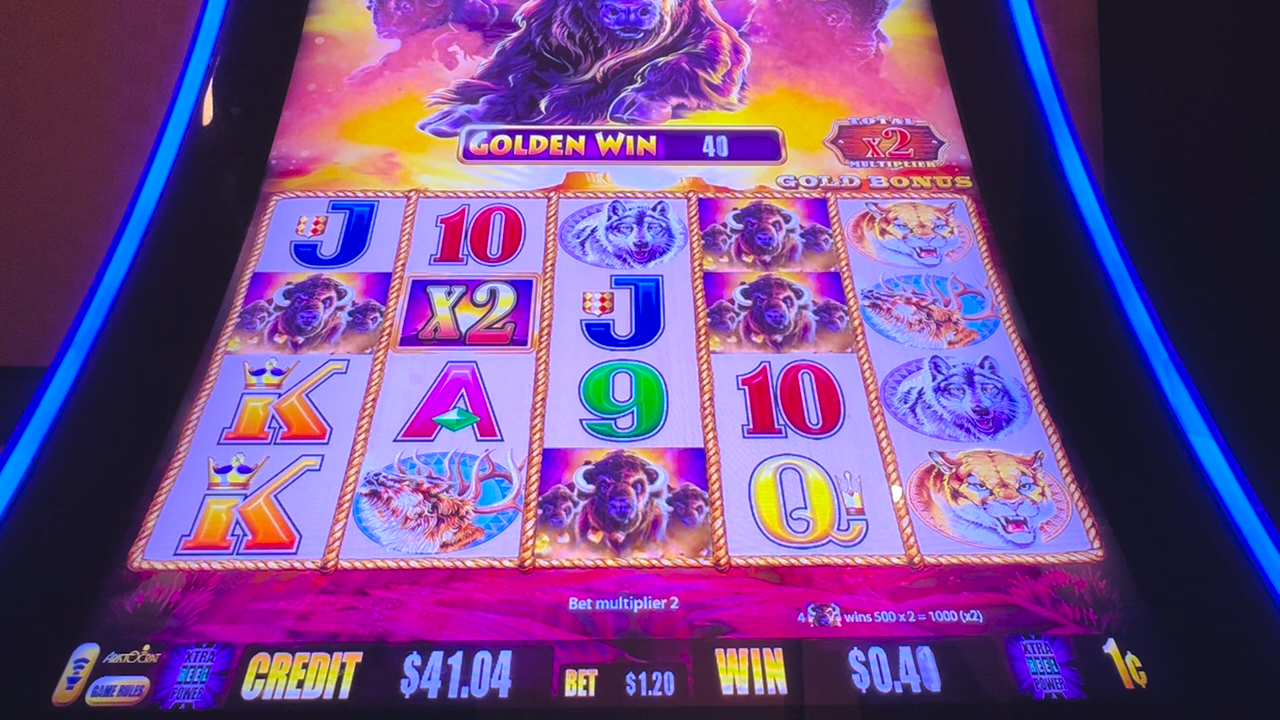 GOLDEN WIN 40
TOTAL
x2
MULTIPLIER
GOLD BONUS
J 10
X2 J
K A 9 10
K Q
Bet multiplier 2
4 wins 500 x 2 = 1000 (x2)
ARISTOCRAT
GAME RULES
XTRA
REEL
POWER
CREDIT $41.04
BET $1.20
WIN $0.40
XTRA
REEL
POWER
1¢